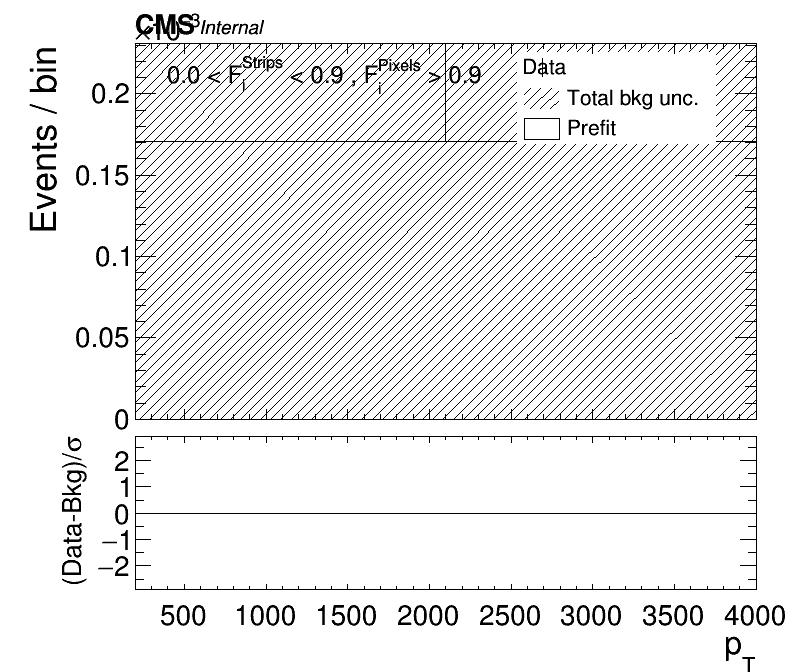 CMS Internal
×10⁻³
0.0 < F_i^Strips < 0.9 , F_i^Pixels > 0.9
Data
Total bkg unc.
Prefit
Events / bin
0.2
0.15
0.1
0.05
0
(Data-Bkg)/σ
2
1
0
−1
−2
500 1000 1500 2000 2500 3000 3500 4000
p_T